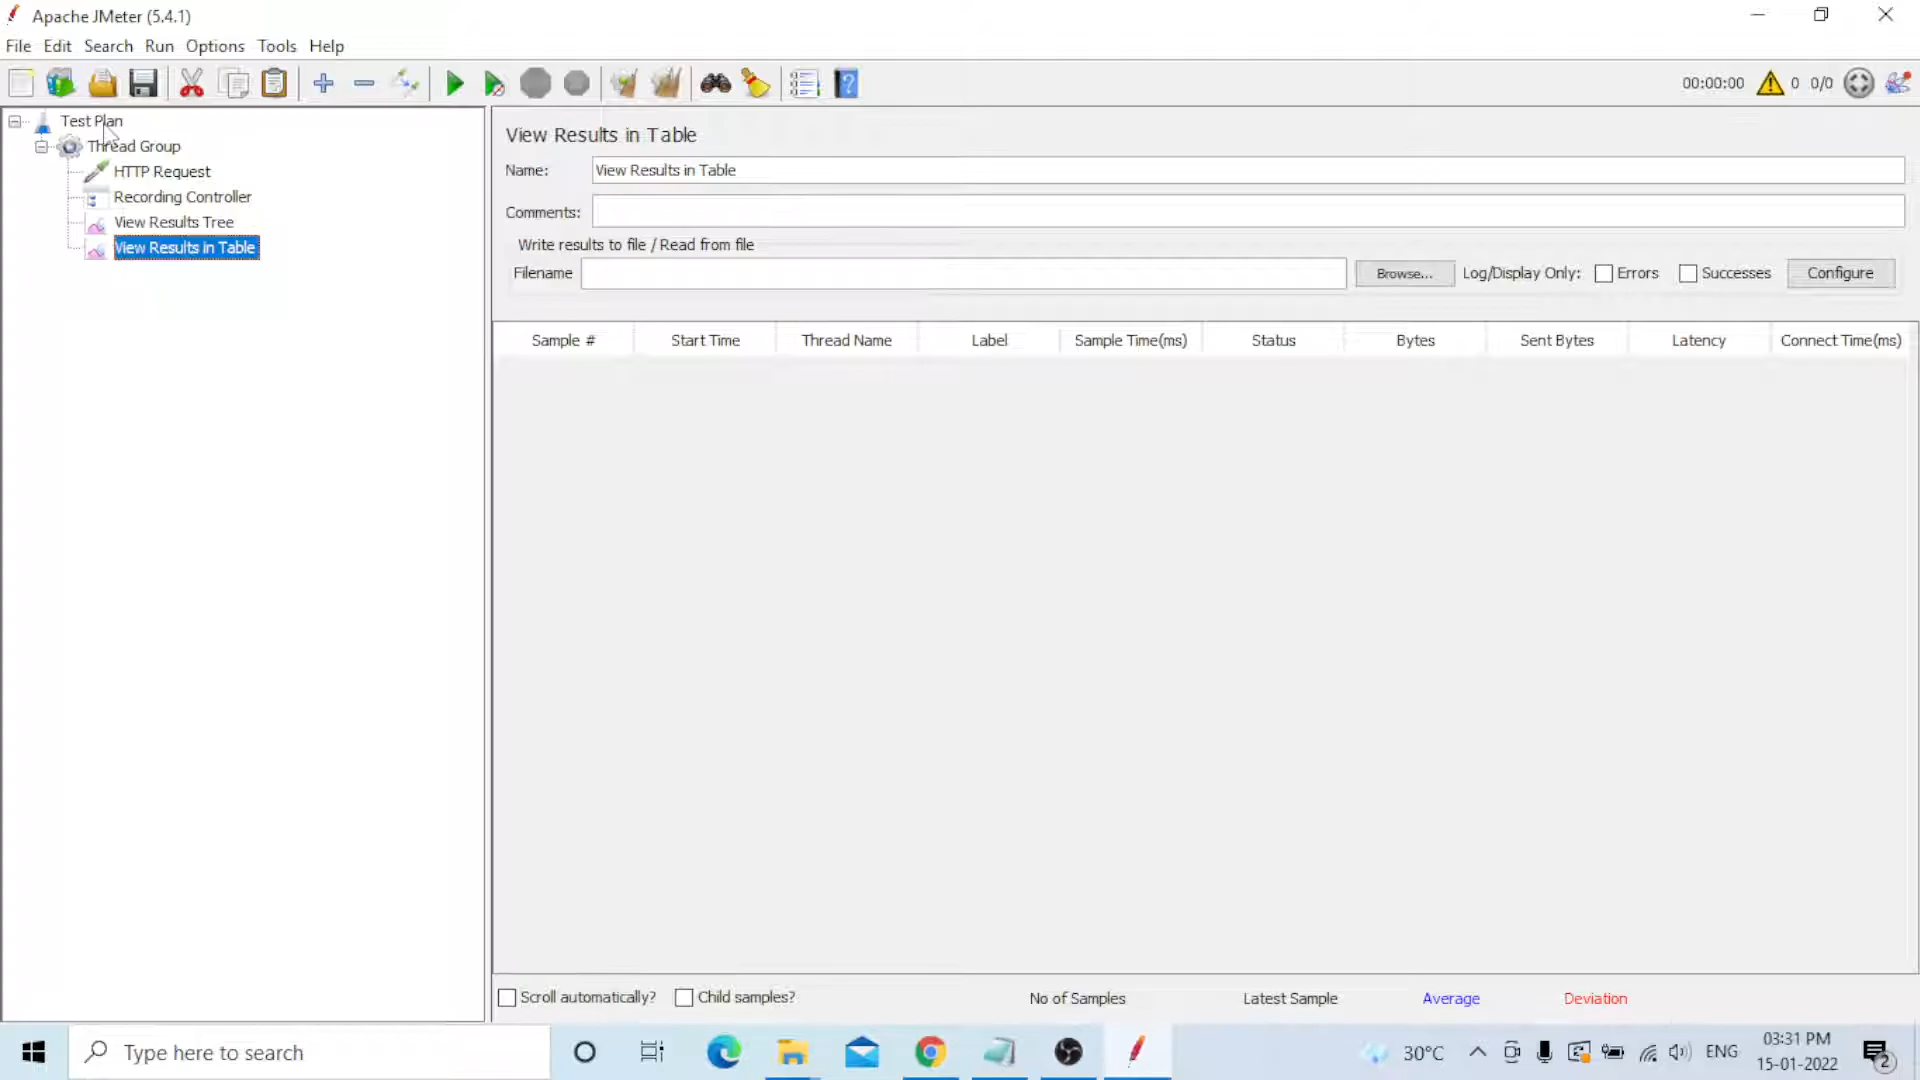 Apache JMeter (5.4.1)
File Edit Search Run Options Tools Help
00:00:00 0 0/0
Test Plan
Thread Group
HTTP Request
Recording Controller
View Results Tree
View Results in Table
View Results in Table
Name: View Results in Table
Comments:
Write results to file / Read from file
Filename Browse... Log/Display Only: Errors Successes Configure
Sample # Start Time Thread Name Label Sample Time(ms) Status Bytes Sent Bytes Latency Connect Time(ms)
Scroll automatically? Child samples? No of Samples Latest Sample Average Deviation
Type here to search
30°C ENG
03:31 PM
15-01-2022
2